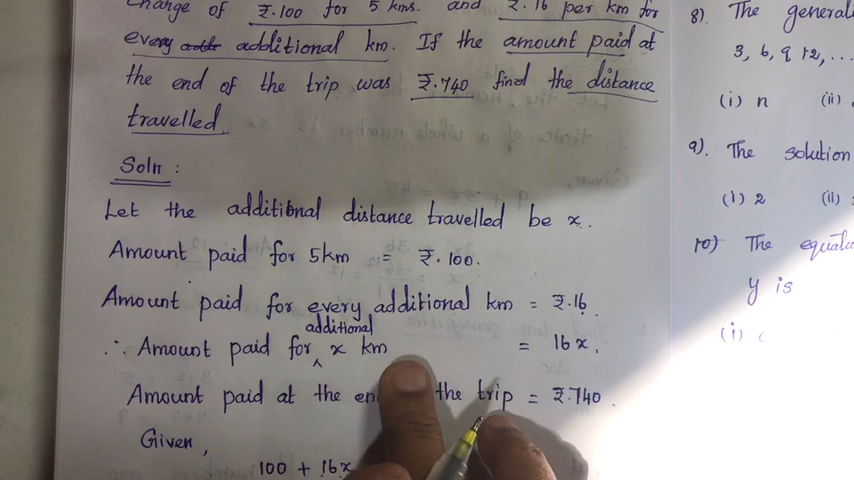 charge of ₹.100 for 5 kms. and ₹.16 per km for
every additional km. If the amount paid at
the end of the trip was ₹.740 find the distance
travelled.
Soln :
Let the additional distance travelled be x.
Amount paid for 5km = ₹.100.
Amount paid for every additional km = ₹.16.
∴ Amount paid for additional x km = 16x.
Amount paid at the the trip = ₹.740.
Given,
100 + 16x
8). The general
3, 6, 9, 12, ...
(i) n (ii)
9). The solution
(i) 2 (ii)
10) The equat
y is
(i)